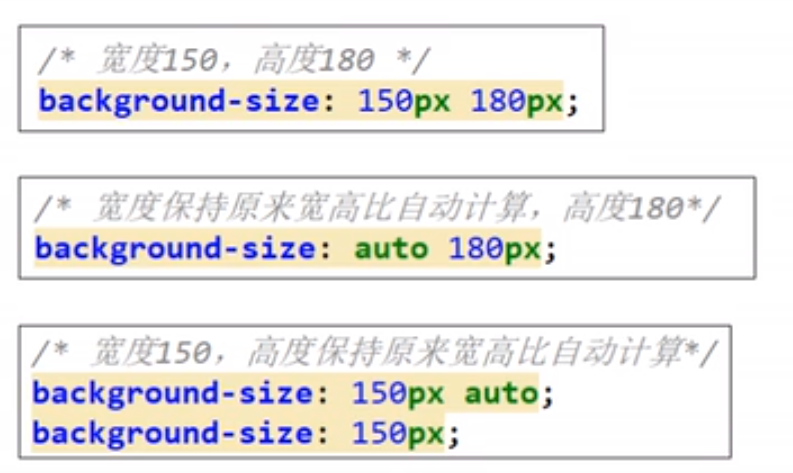 /* 宽度150，高度180 */
background-size: 150px 180px;
/* 宽度保持原来宽高比自动计算，高度180*/
background-size: auto 180px;
/* 宽度150，高度保持原来宽高比自动计算*/
background-size: 150px auto;
background-size: 150px;